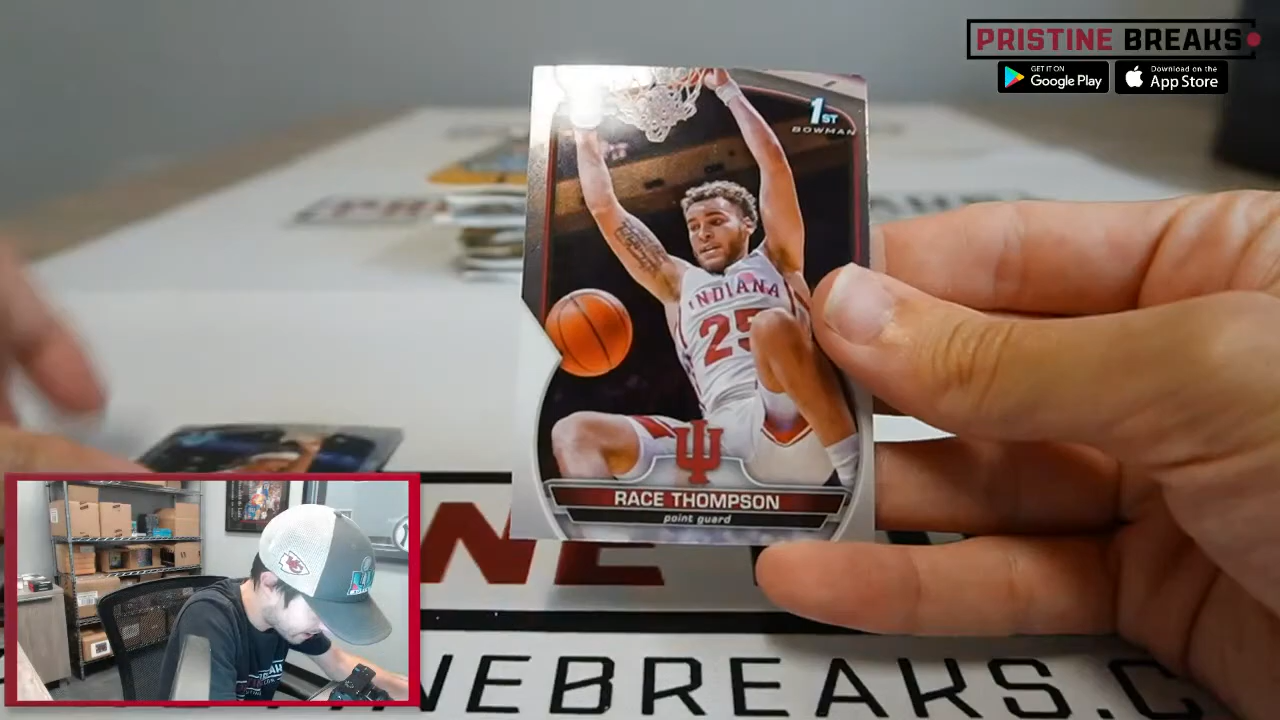 PRISTINE BREAKS
GET IT ON
Google Play
Download on the
App Store
1ST
BOWMAN
INDIANA
25
RACE THOMPSON
point guard
NEBREAKS.C